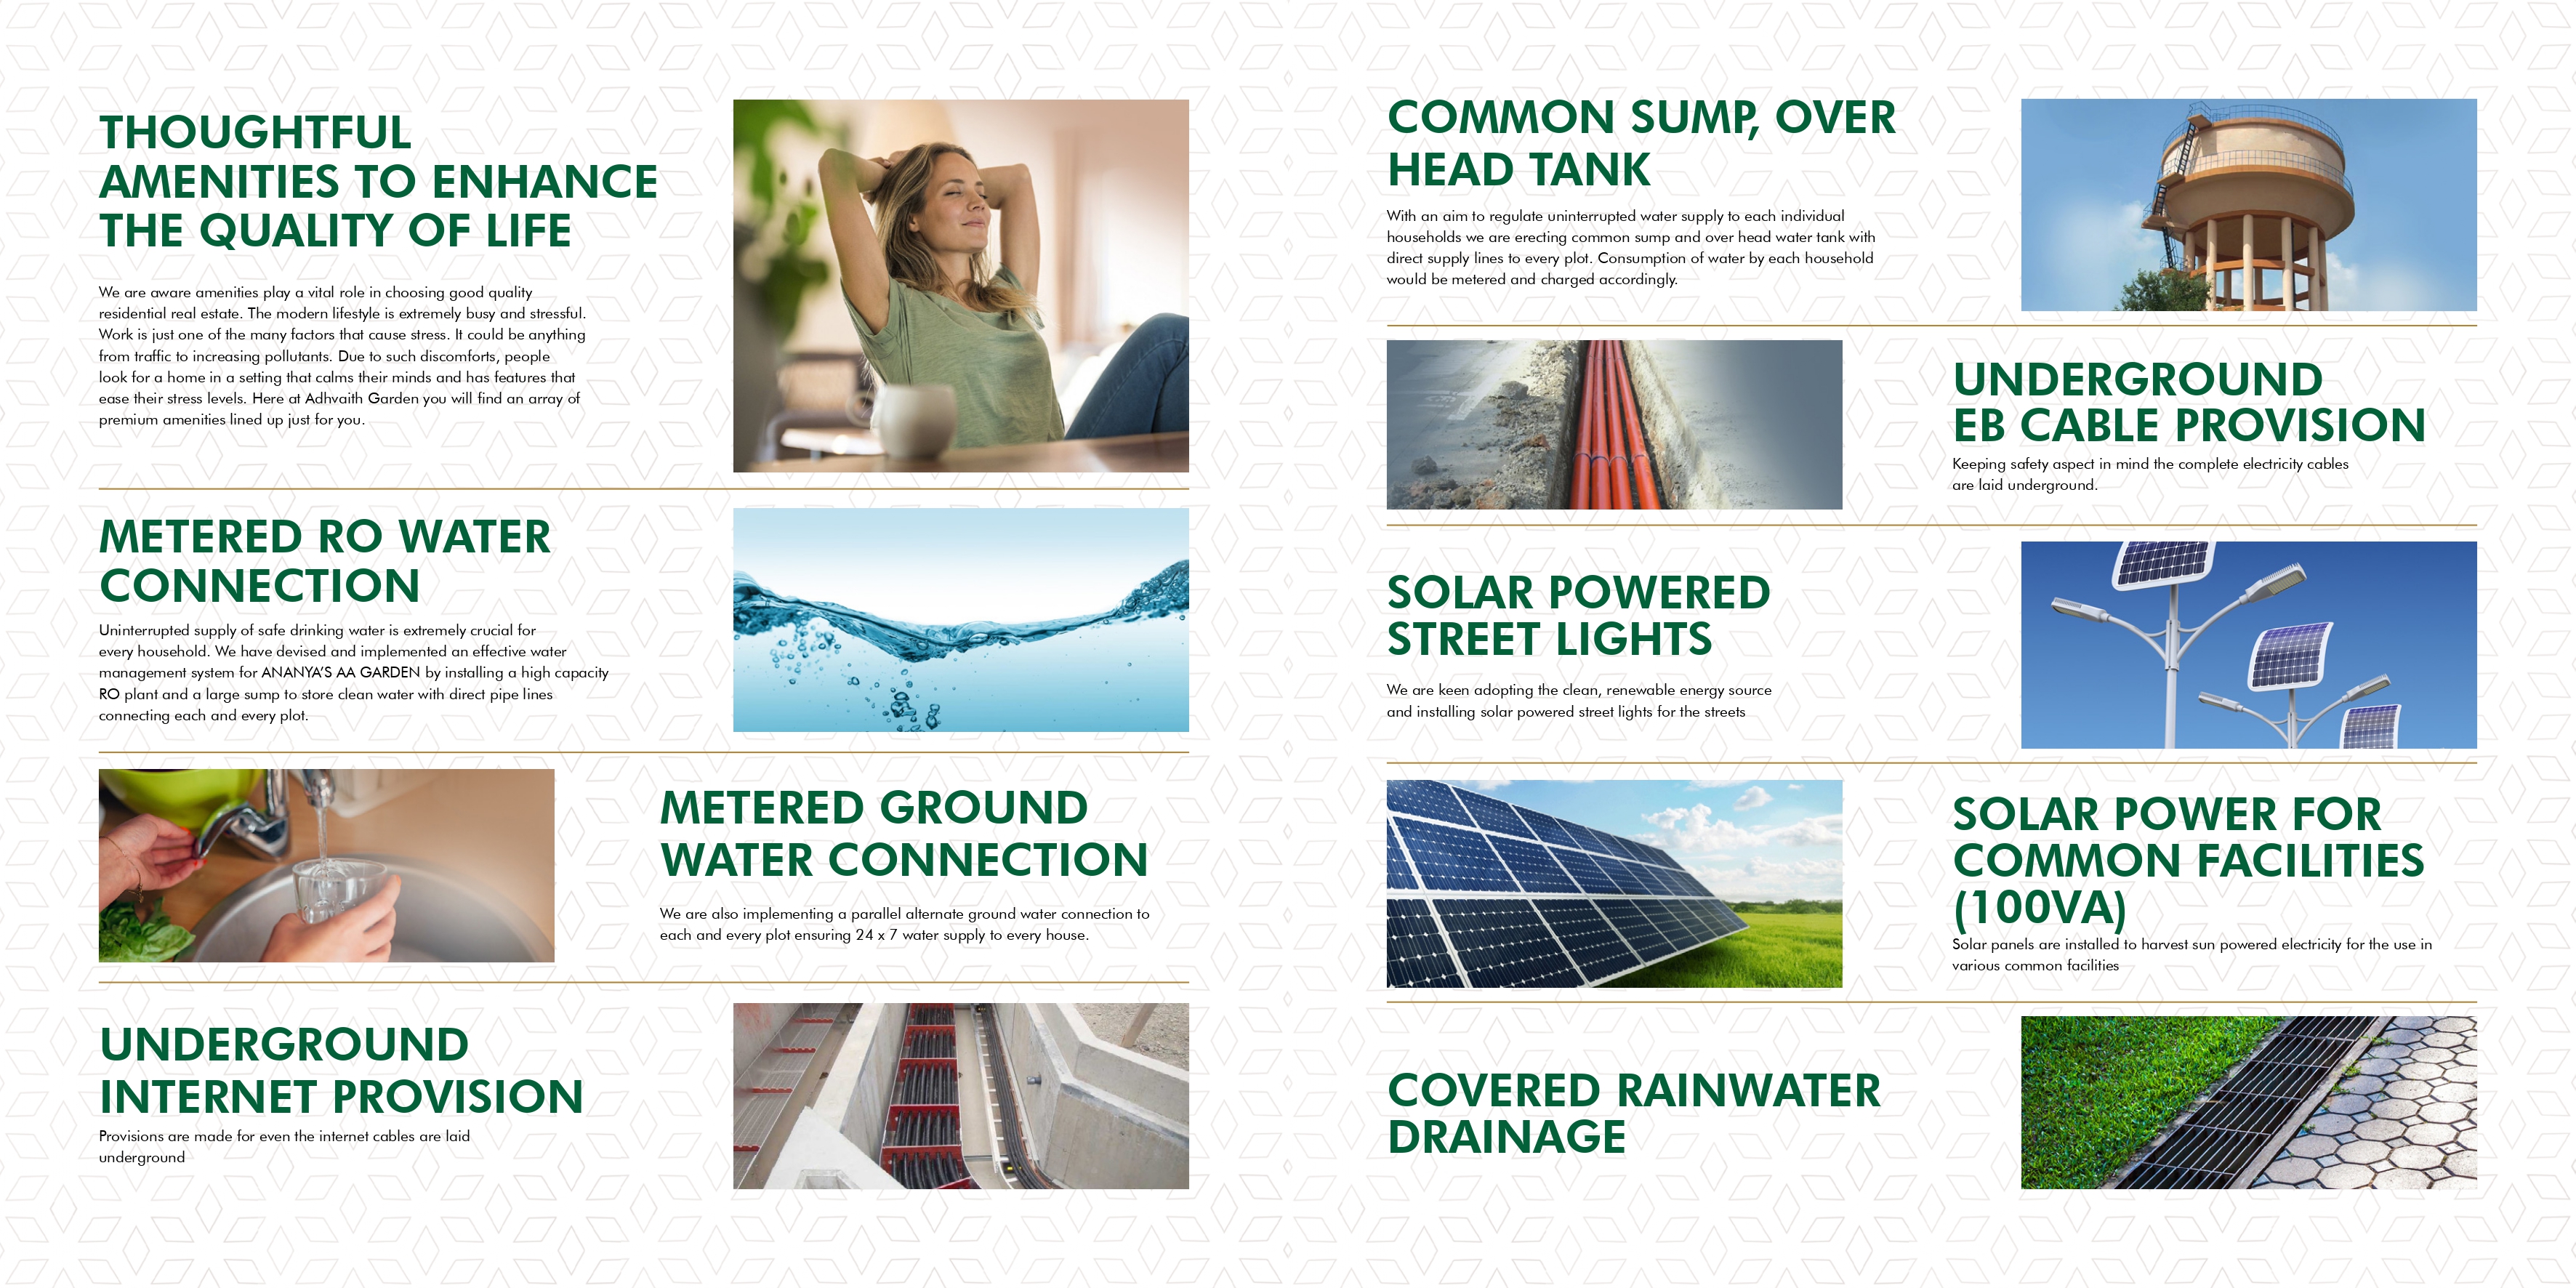 THOUGHTFUL
AMENITIES TO ENHANCE
THE QUALITY OF LIFE
We are aware amenities play a vital role in choosing good quality
residential real estate. The modern lifestyle is extremely busy and stressful.
Work is just one of the many factors that cause stress. It could be anything
from traffic to increasing pollutants. Due to such discomforts, people
look for a home in a setting that calms their minds and has features that
ease their stress levels. Here at Adhvaith Garden you will find an array of
premium amenities lined up just for you.
METERED RO WATER
CONNECTION
Uninterrupted supply of safe drinking water is extremely crucial for
every household. We have devised and implemented an effective water
management system for ANANYA'S AA GARDEN by installing a high capacity
RO plant and a large sump to store clean water with direct pipe lines
connecting each and every plot.
METERED GROUND
WATER CONNECTION
We are also implementing a parallel alternate ground water connection to
each and every plot ensuring 24 x 7 water supply to every house.
UNDERGROUND
INTERNET PROVISION
Provisions are made for even the internet cables are laid
underground
COMMON SUMP, OVER
HEAD TANK
With an aim to regulate uninterrupted water supply to each individual
households we are erecting common sump and over head water tank with
direct supply lines to every plot. Consumption of water by each household
would be metered and charged accordingly.
UNDERGROUND
EB CABLE PROVISION
Keeping safety aspect in mind the complete electricity cables
are laid underground.
SOLAR POWERED
STREET LIGHTS
We are keen adopting the clean, renewable energy source
and installing solar powered street lights for the streets
SOLAR POWER FOR
COMMON FACILITIES
(100VA)
Solar panels are installed to harvest sun powered electricity for the use in
various common facilities
COVERED RAINWATER
DRAINAGE